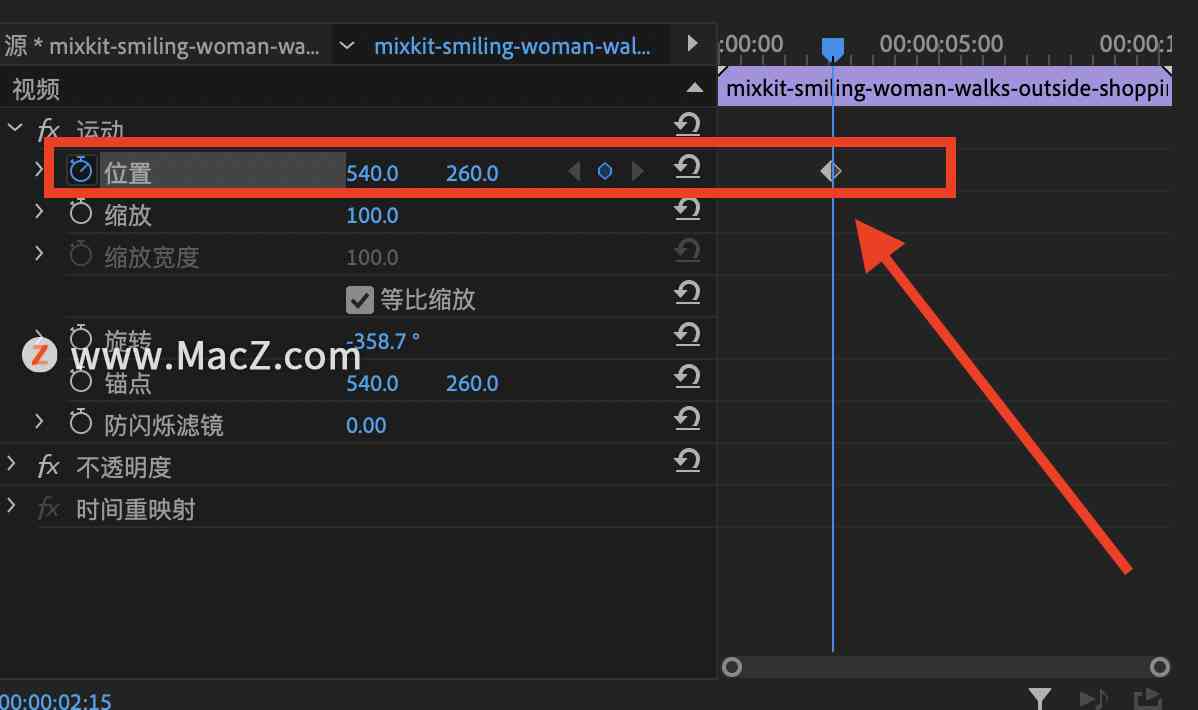 源 * mixkit-smiling-woman-wa... mixkit-smiling-woman-wal... :00:00 00:00:05:00 00:00:1
视频 mixkit-smiling-woman-walks-outside-shoppin
fx 运动
位置 540.0 260.0
缩放 100.0
缩放宽度 100.0
等比缩放
旋转 -358.7 °
Z www.MacZ.com
锚点 540.0 260.0
防闪烁滤镜 0.00
fx 不透明度
fx 时间重映射
00:00:02:15